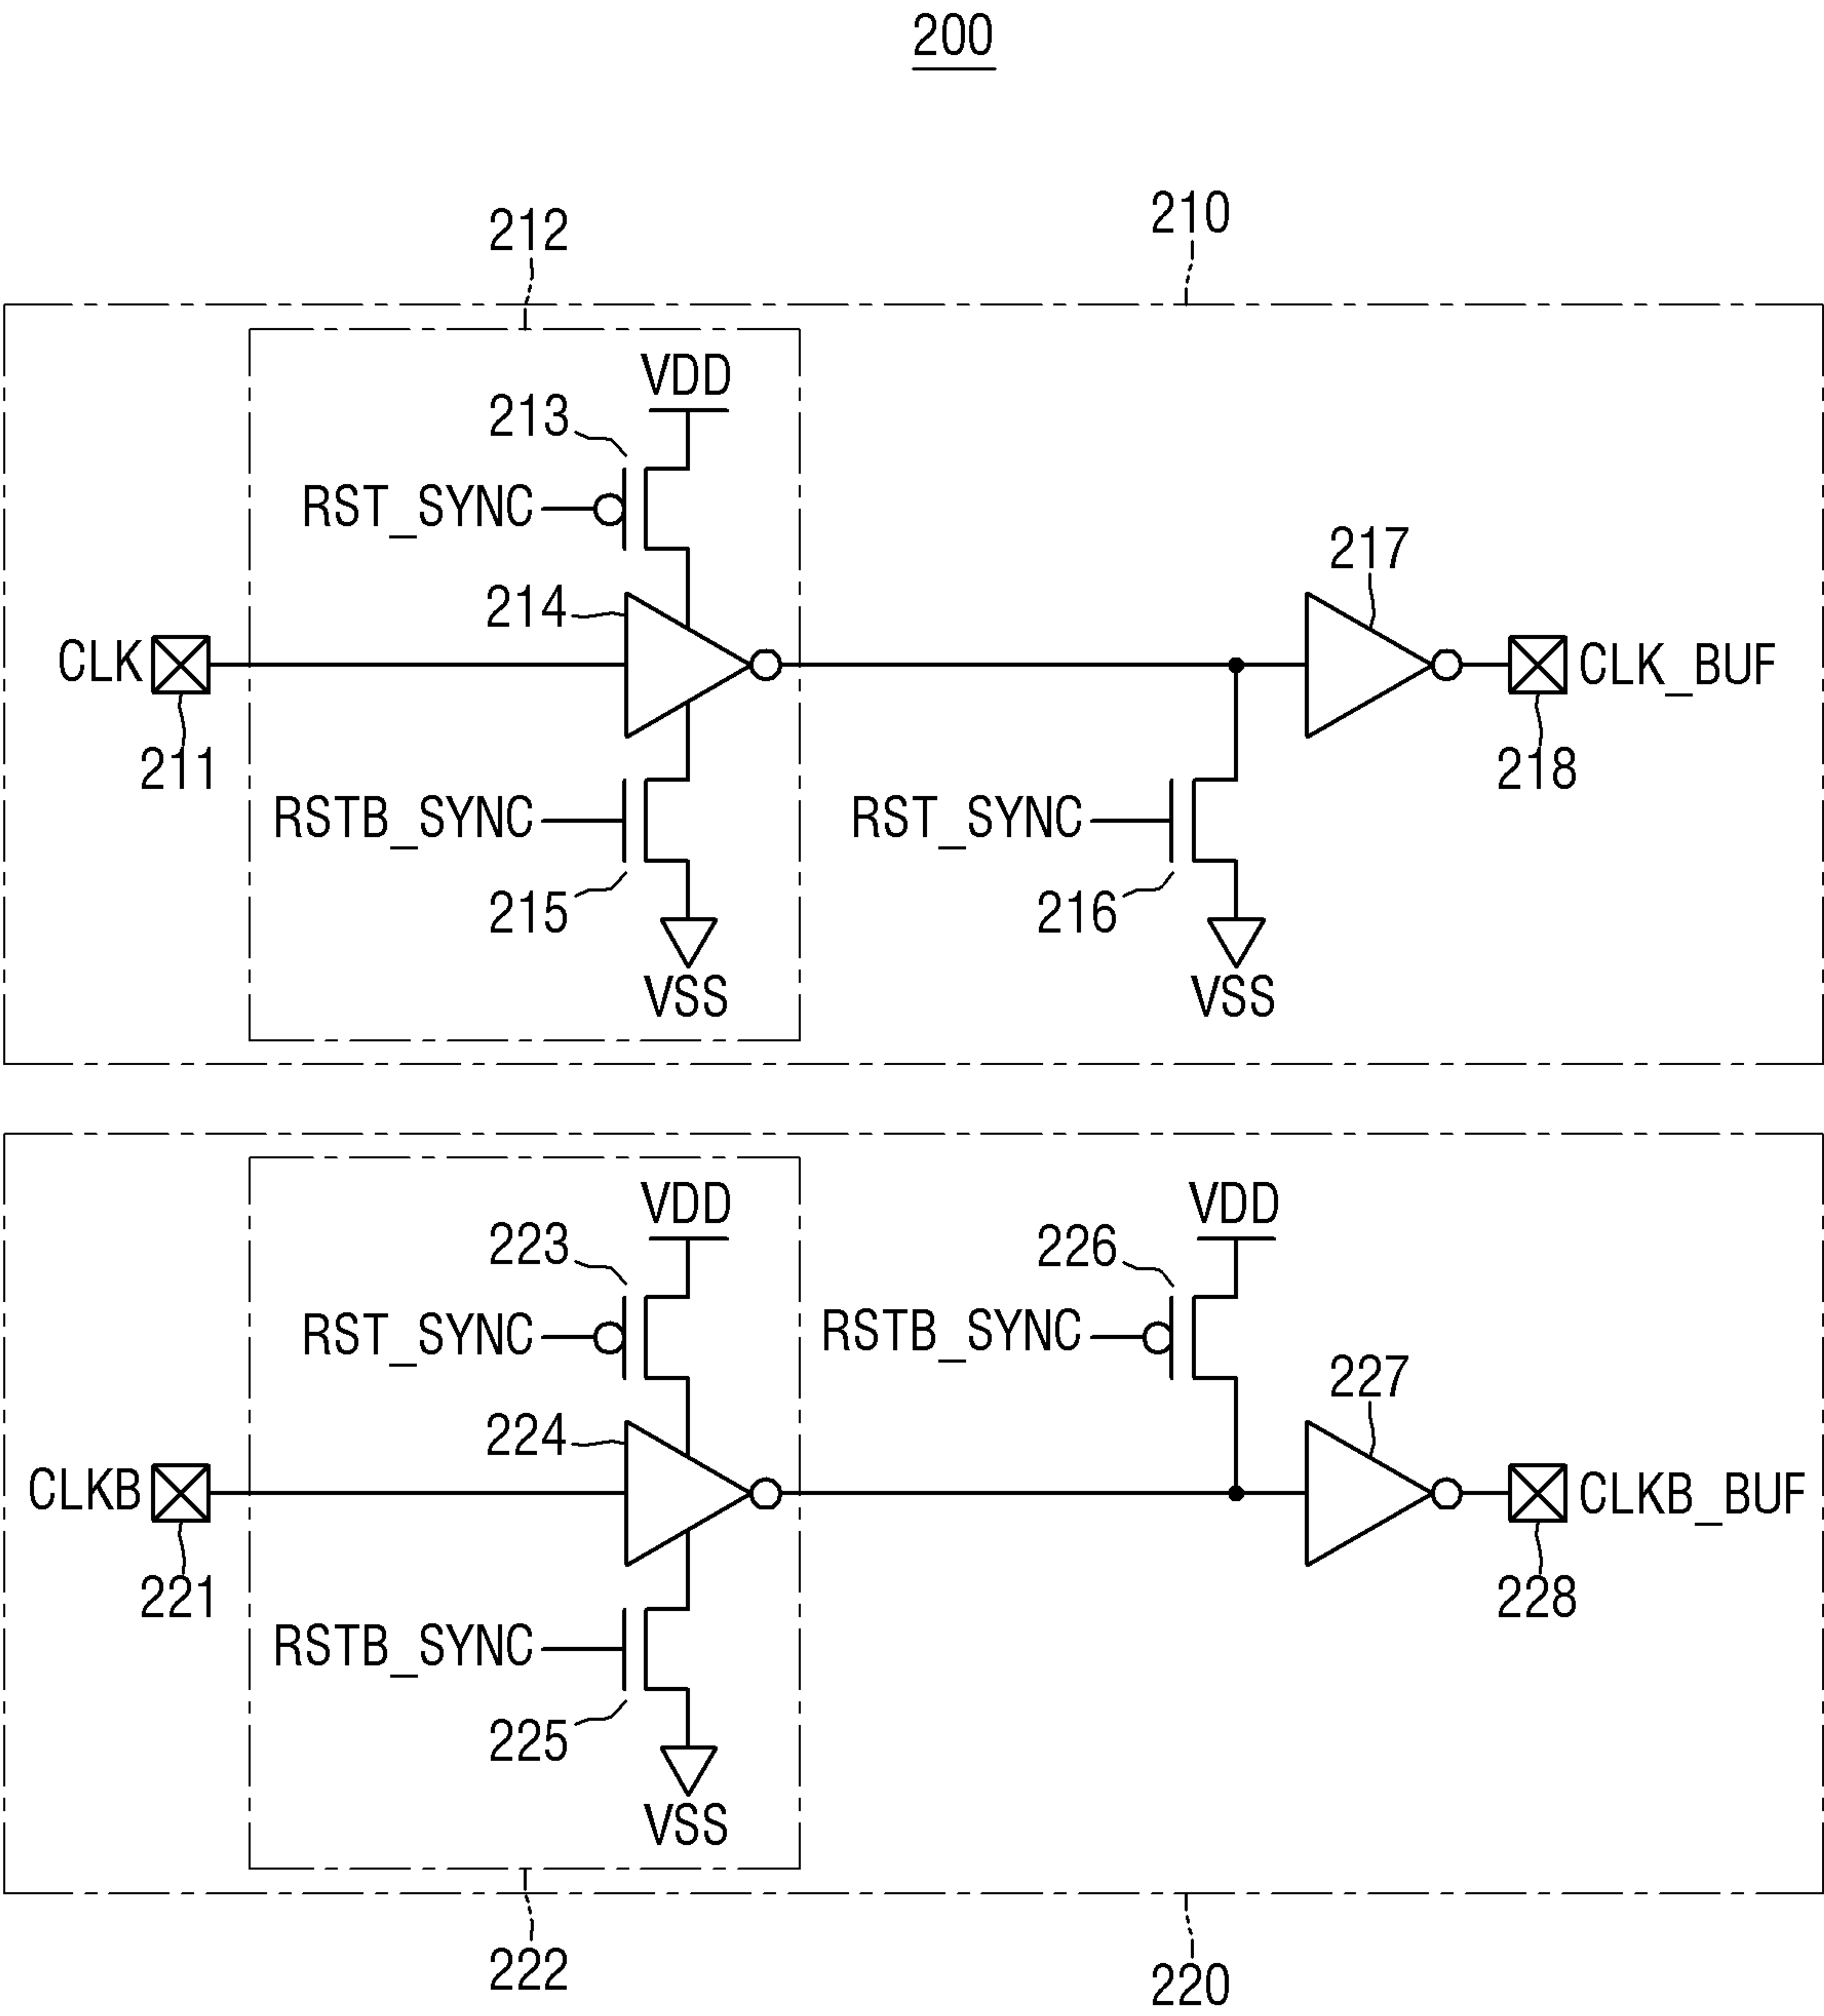 200
212
210
VDD
213
RST_SYNC
214
217
CLK
CLK_BUF
211
218
RSTB_SYNC
RST_SYNC
215
216
VSS
VSS
VDD
VDD
223
226
RST_SYNC
RSTB_SYNC
224
227
CLKB
CLKB_BUF
221
228
RSTB_SYNC
225
VSS
222
220